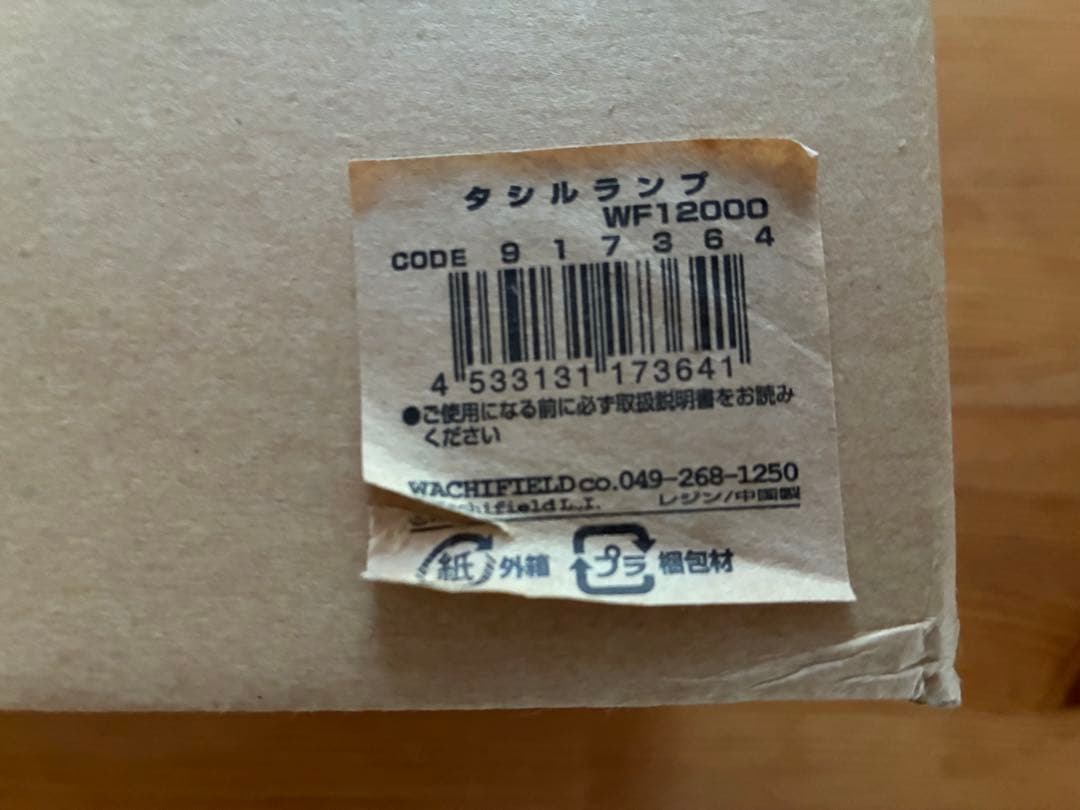 タシルランプ
WF12000
CODE 917364
4 533131 173641
●ご使用になる前に必ず取扱説明書をお読み
ください
WACHIFIELD co.049-268-1250
hifield L.I. レジン/中国製
紙 外箱 プラ 梱包材